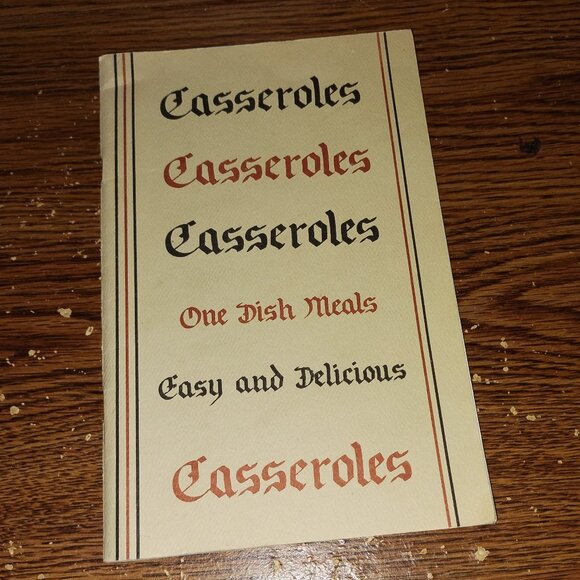 Casseroles
Casseroles
Casseroles
One Dish Meals
Easy and Delicious
Casseroles